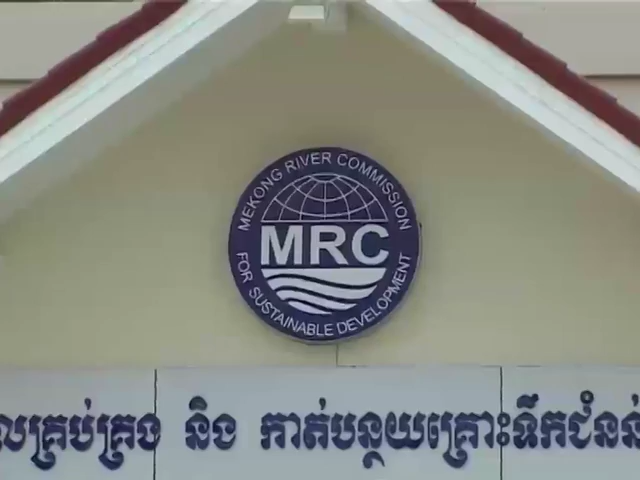 MEKONG RIVER COMMISSION
MRC
FOR SUSTAINABLE DEVELOPMENT
លគ្រប់គ្រង និង កាត់បន្ថយគ្រោះទឹកជំនន់